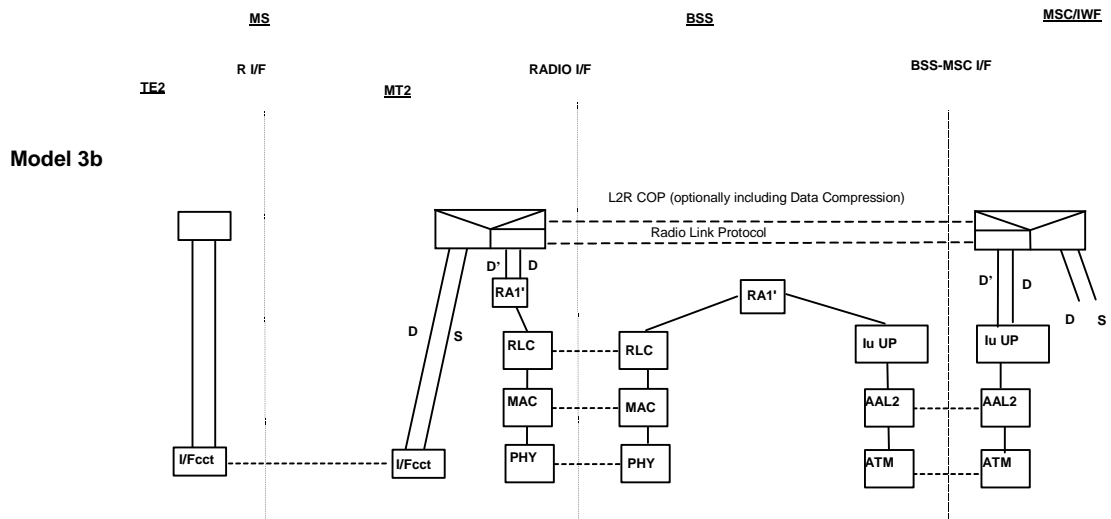 MS
BSS
MSC/IWF
R I/F
RADIO I/F
BSS-MSC I/F
TE2
MT2
Model 3b
L2R COP (optionally including Data Compression)
Radio Link Protocol
D'
D
RA1'
RA1'
D'
D
D
S
D
S
RLC
RLC
Iu UP
Iu UP
MAC
MAC
AAL2
AAL2
I/Fcct
I/Fcct
PHY
PHY
ATM
ATM